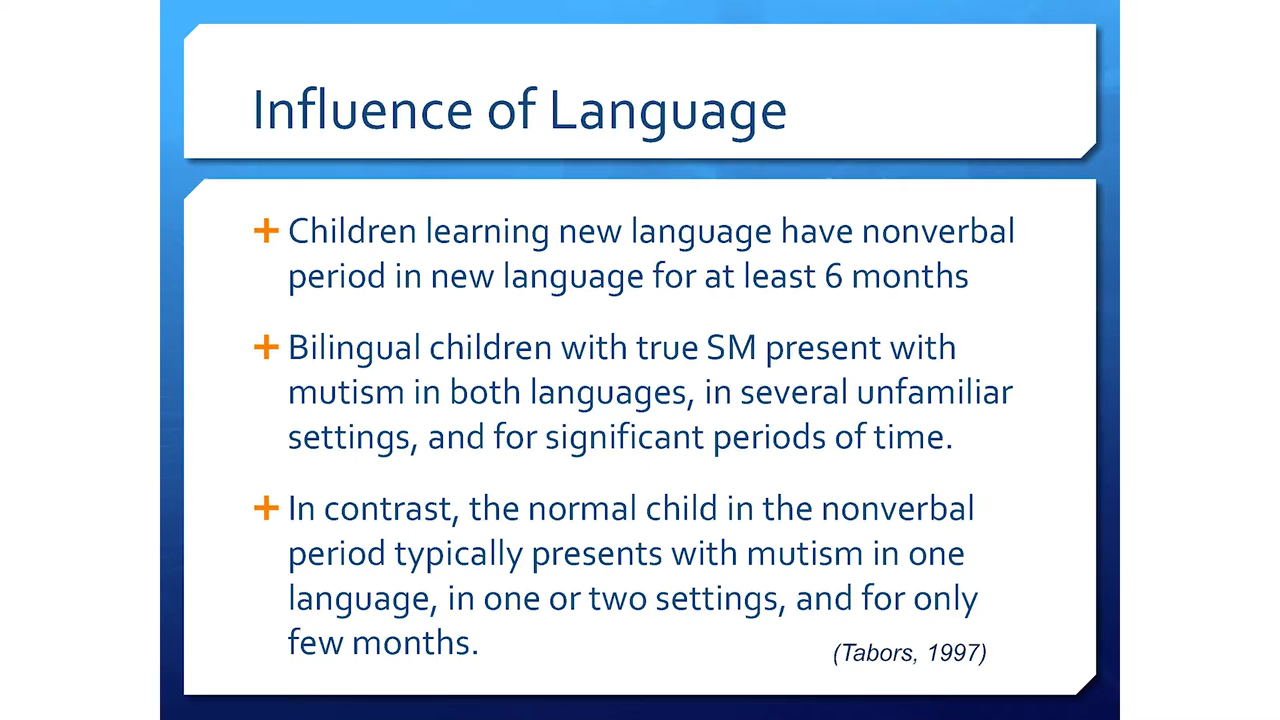 Influence of Language
+ Children learning new language have nonverbal
period in new language for at least 6 months
+ Bilingual children with true SM present with
mutism in both languages, in several unfamiliar
settings, and for significant periods of time.
+ In contrast, the normal child in the nonverbal
period typically presents with mutism in one
language, in one or two settings, and for only
few months.
(Tabors, 1997)